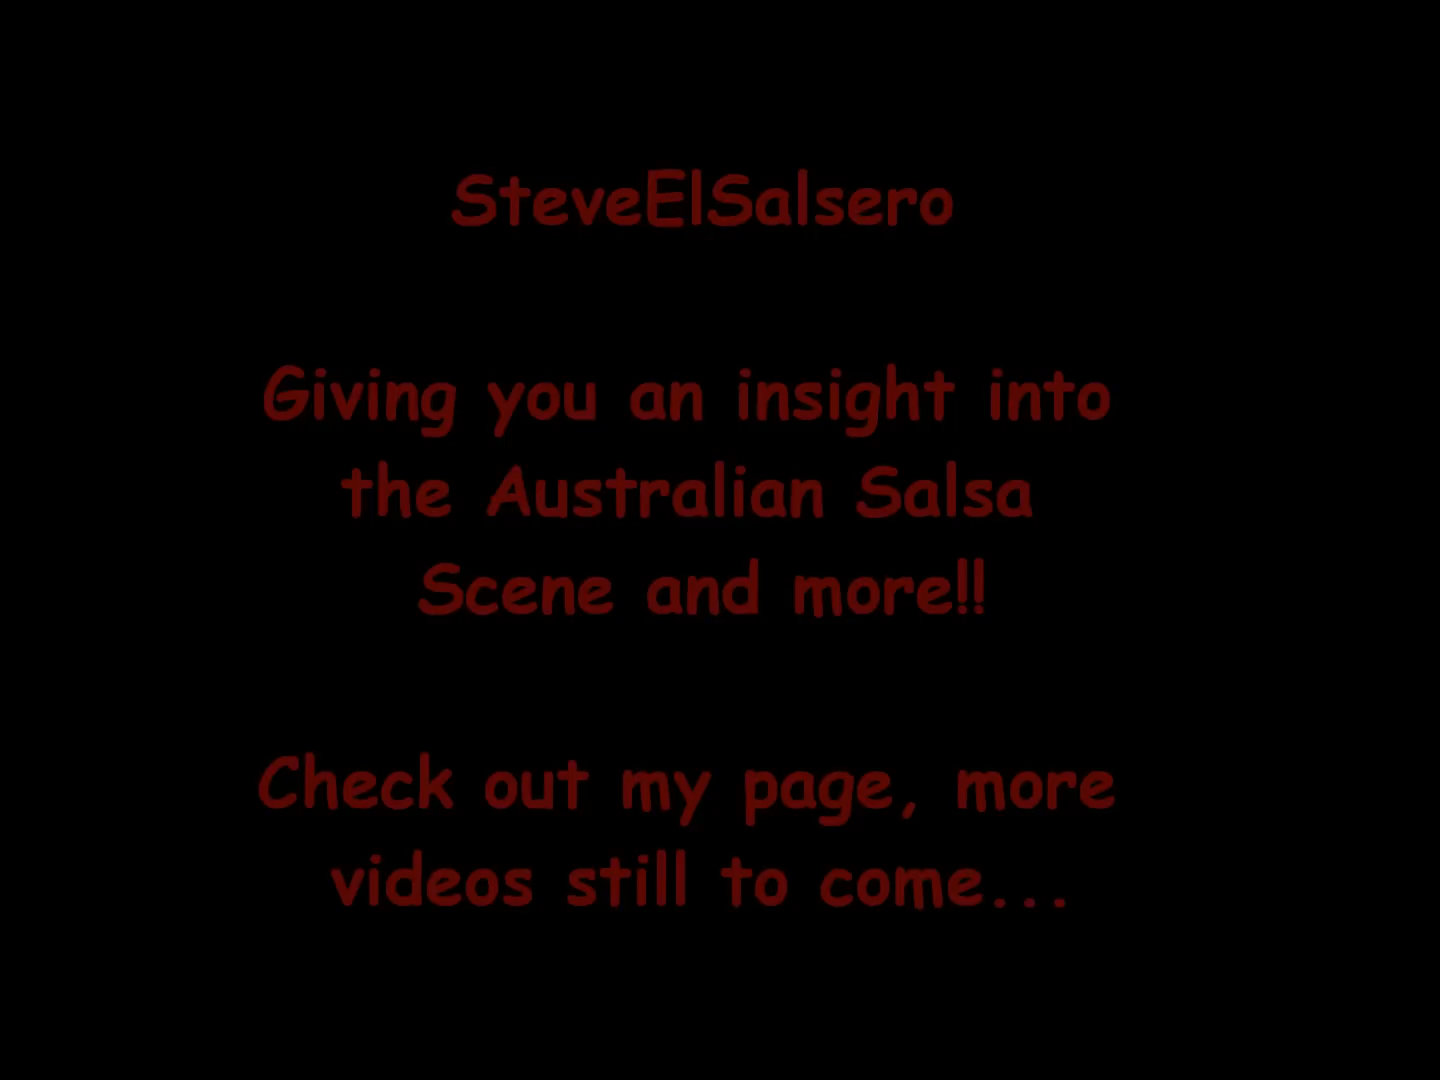 SteveElSalsero
Giving you an insight into
the Australian Salsa
Scene and more!!
Check out my page, more
videos still to come...